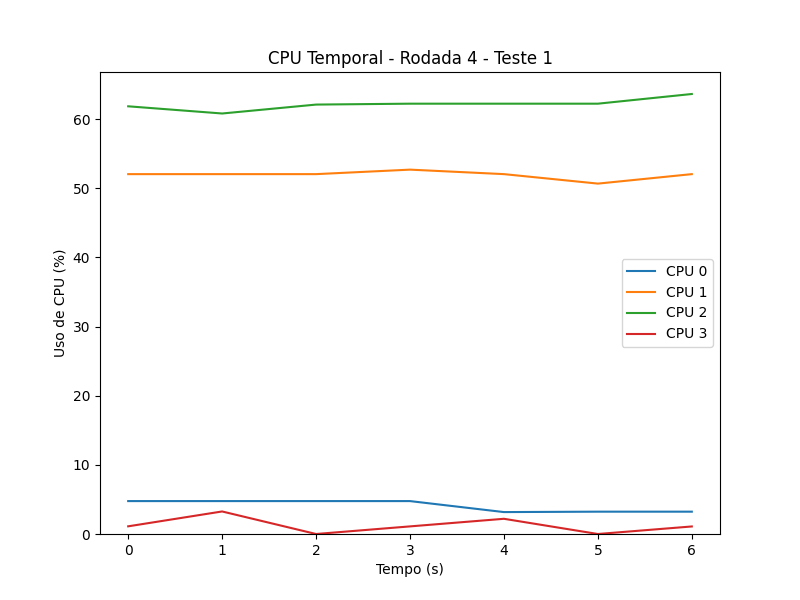 CPU Temporal - Rodada 4 - Teste 1
Uso de CPU (%)
60
50
40
30
20
10
0
CPU 0
CPU 1
CPU 2
CPU 3
0 1 2 3 4 5 6
Tempo (s)